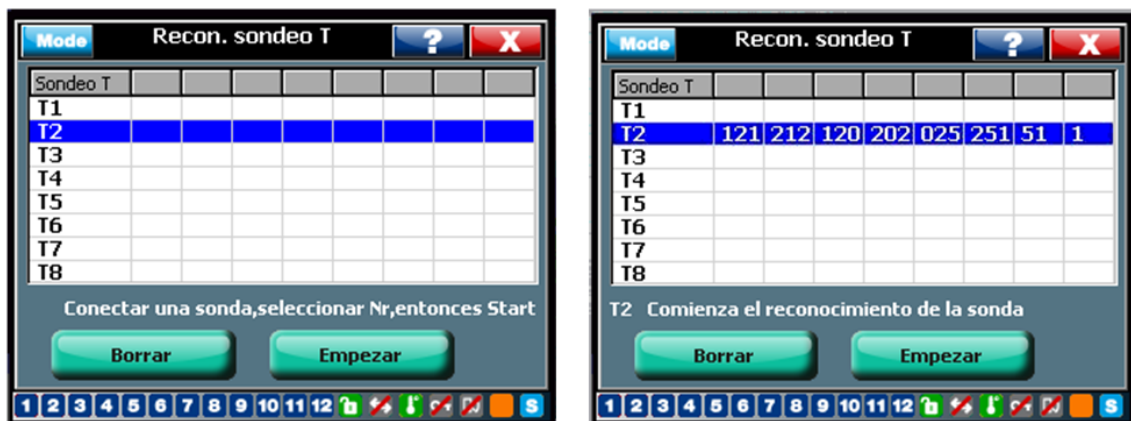 Mode Recon. sondeo T ? X
Sondeo T
T1
T2
T3
T4
T5
T6
T7
T8
Conectar una sonda,seleccionar Nr,entonces Start
Borrar Empezar
1 2 3 4 5 6 7 8 9 10 11 12 S
Mode Recon. sondeo T ? X
Sondeo T
T1
T2 121 212 120 202 025 251 51 1
T3
T4
T5
T6
T7
T8
T2 Comienza el reconocimiento de la sonda
Borrar Empezar
1 2 3 4 5 6 7 8 9 10 11 12 S